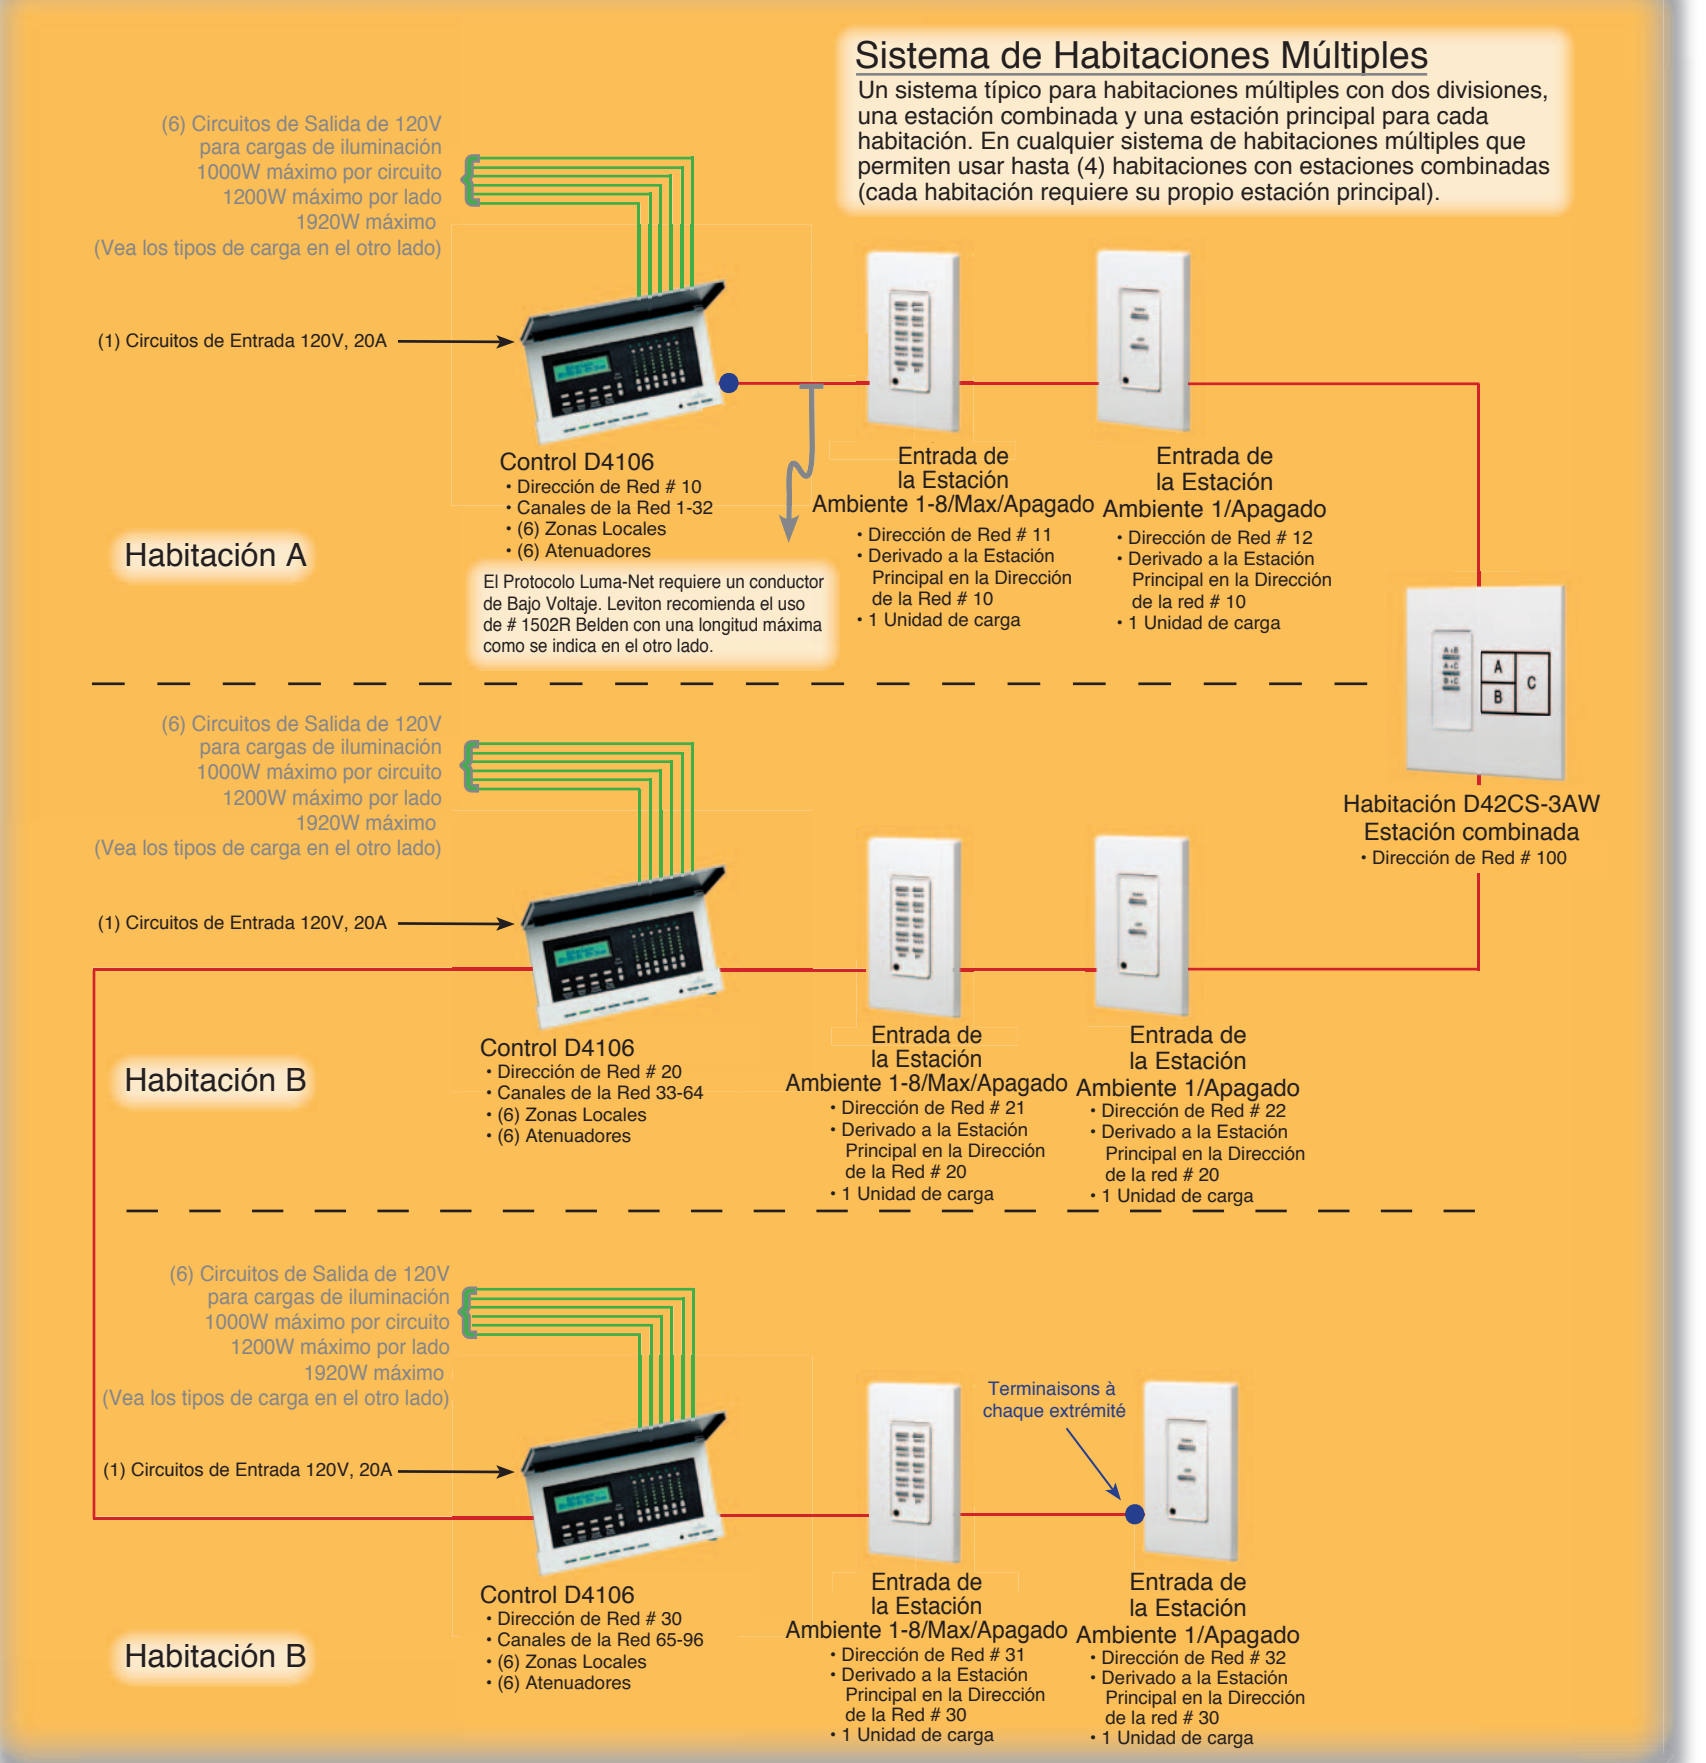 Sistema de Habitaciones Múltiples
Un sistema típico para habitaciones múltiples con dos divisiones,
una estación combinada y una estación principal para cada
habitación. En cualquier sistema de habitaciones múltiples que
permiten usar hasta (4) habitaciones con estaciones combinadas
(cada habitación requiere su propio estación principal).
(6) Circuitos de Salida de 120V
para cargas de iluminación
1000W máximo por circuito
1200W máximo por lado
1920W máximo
(Vea los tipos de carga en el otro lado)
(1) Circuitos de Entrada 120V, 20A
Control D4106
• Dirección de Red # 10
• Canales de la Red 1-32
• (6) Zonas Locales
• (6) Atenuadores
Entrada de
la Estación
Ambiente 1-8/Max/Apagado
• Dirección de Red # 11
• Derivado a la Estación
Principal en la Dirección
de la Red # 10
• 1 Unidad de carga
Entrada de
la Estación
Ambiente 1/Apagado
• Dirección de Red # 12
• Derivado a la Estación
Principal en la Dirección
de la red # 10
• 1 Unidad de carga
Habitación A
El Protocolo Luma-Net requiere un conductor
de Bajo Voltaje. Leviton recomienda el uso
de # 1502R Belden con una longitud máxima
como se indica en el otro lado.
A+B
A+C
B+C
A
B
C
Habitación D42CS-3AW
Estación combinada
• Dirección de Red # 100
(6) Circuitos de Salida de 120V
para cargas de iluminación
1000W máximo por circuito
1200W máximo por lado
1920W máximo
(Vea los tipos de carga en el otro lado)
(1) Circuitos de Entrada 120V, 20A
Control D4106
• Dirección de Red # 20
• Canales de la Red 33-64
• (6) Zonas Locales
• (6) Atenuadores
Entrada de
la Estación
Ambiente 1-8/Max/Apagado
• Dirección de Red # 21
• Derivado a la Estación
Principal en la Dirección
de la Red # 20
• 1 Unidad de carga
Entrada de
la Estación
Ambiente 1/Apagado
• Dirección de Red # 22
• Derivado a la Estación
Principal en la Dirección
de la red # 20
• 1 Unidad de carga
Habitación B
(6) Circuitos de Salida de 120V
para cargas de iluminación
1000W máximo por circuito
1200W máximo por lado
1920W máximo
(Vea los tipos de carga en el otro lado)
(1) Circuitos de Entrada 120V, 20A
Terminaisons à
chaque extrémité
Control D4106
• Dirección de Red # 30
• Canales de la Red 65-96
• (6) Zonas Locales
• (6) Atenuadores
Entrada de
la Estación
Ambiente 1-8/Max/Apagado
• Dirección de Red # 31
• Derivado a la Estación
Principal en la Dirección
de la Red # 30
• 1 Unidad de carga
Entrada de
la Estación
Ambiente 1/Apagado
• Dirección de Red # 32
• Derivado a la Estación
Principal en la Dirección
de la red # 30
• 1 Unidad de carga
Habitación B